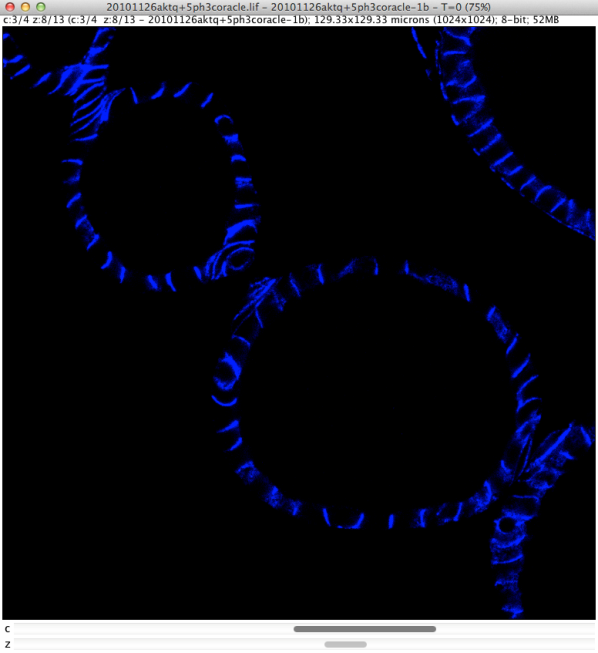 20101126aktq+5ph3coracle.lif - 20101126aktq+5ph3coracle-1b - T=0 (75%)
c:3/4 z:8/13 (c:3/4 z:8/13 - 20101126aktq+5ph3coracle-1b); 129.33x129.33 microns (1024x1024); 8-bit; 52MB
C
Z